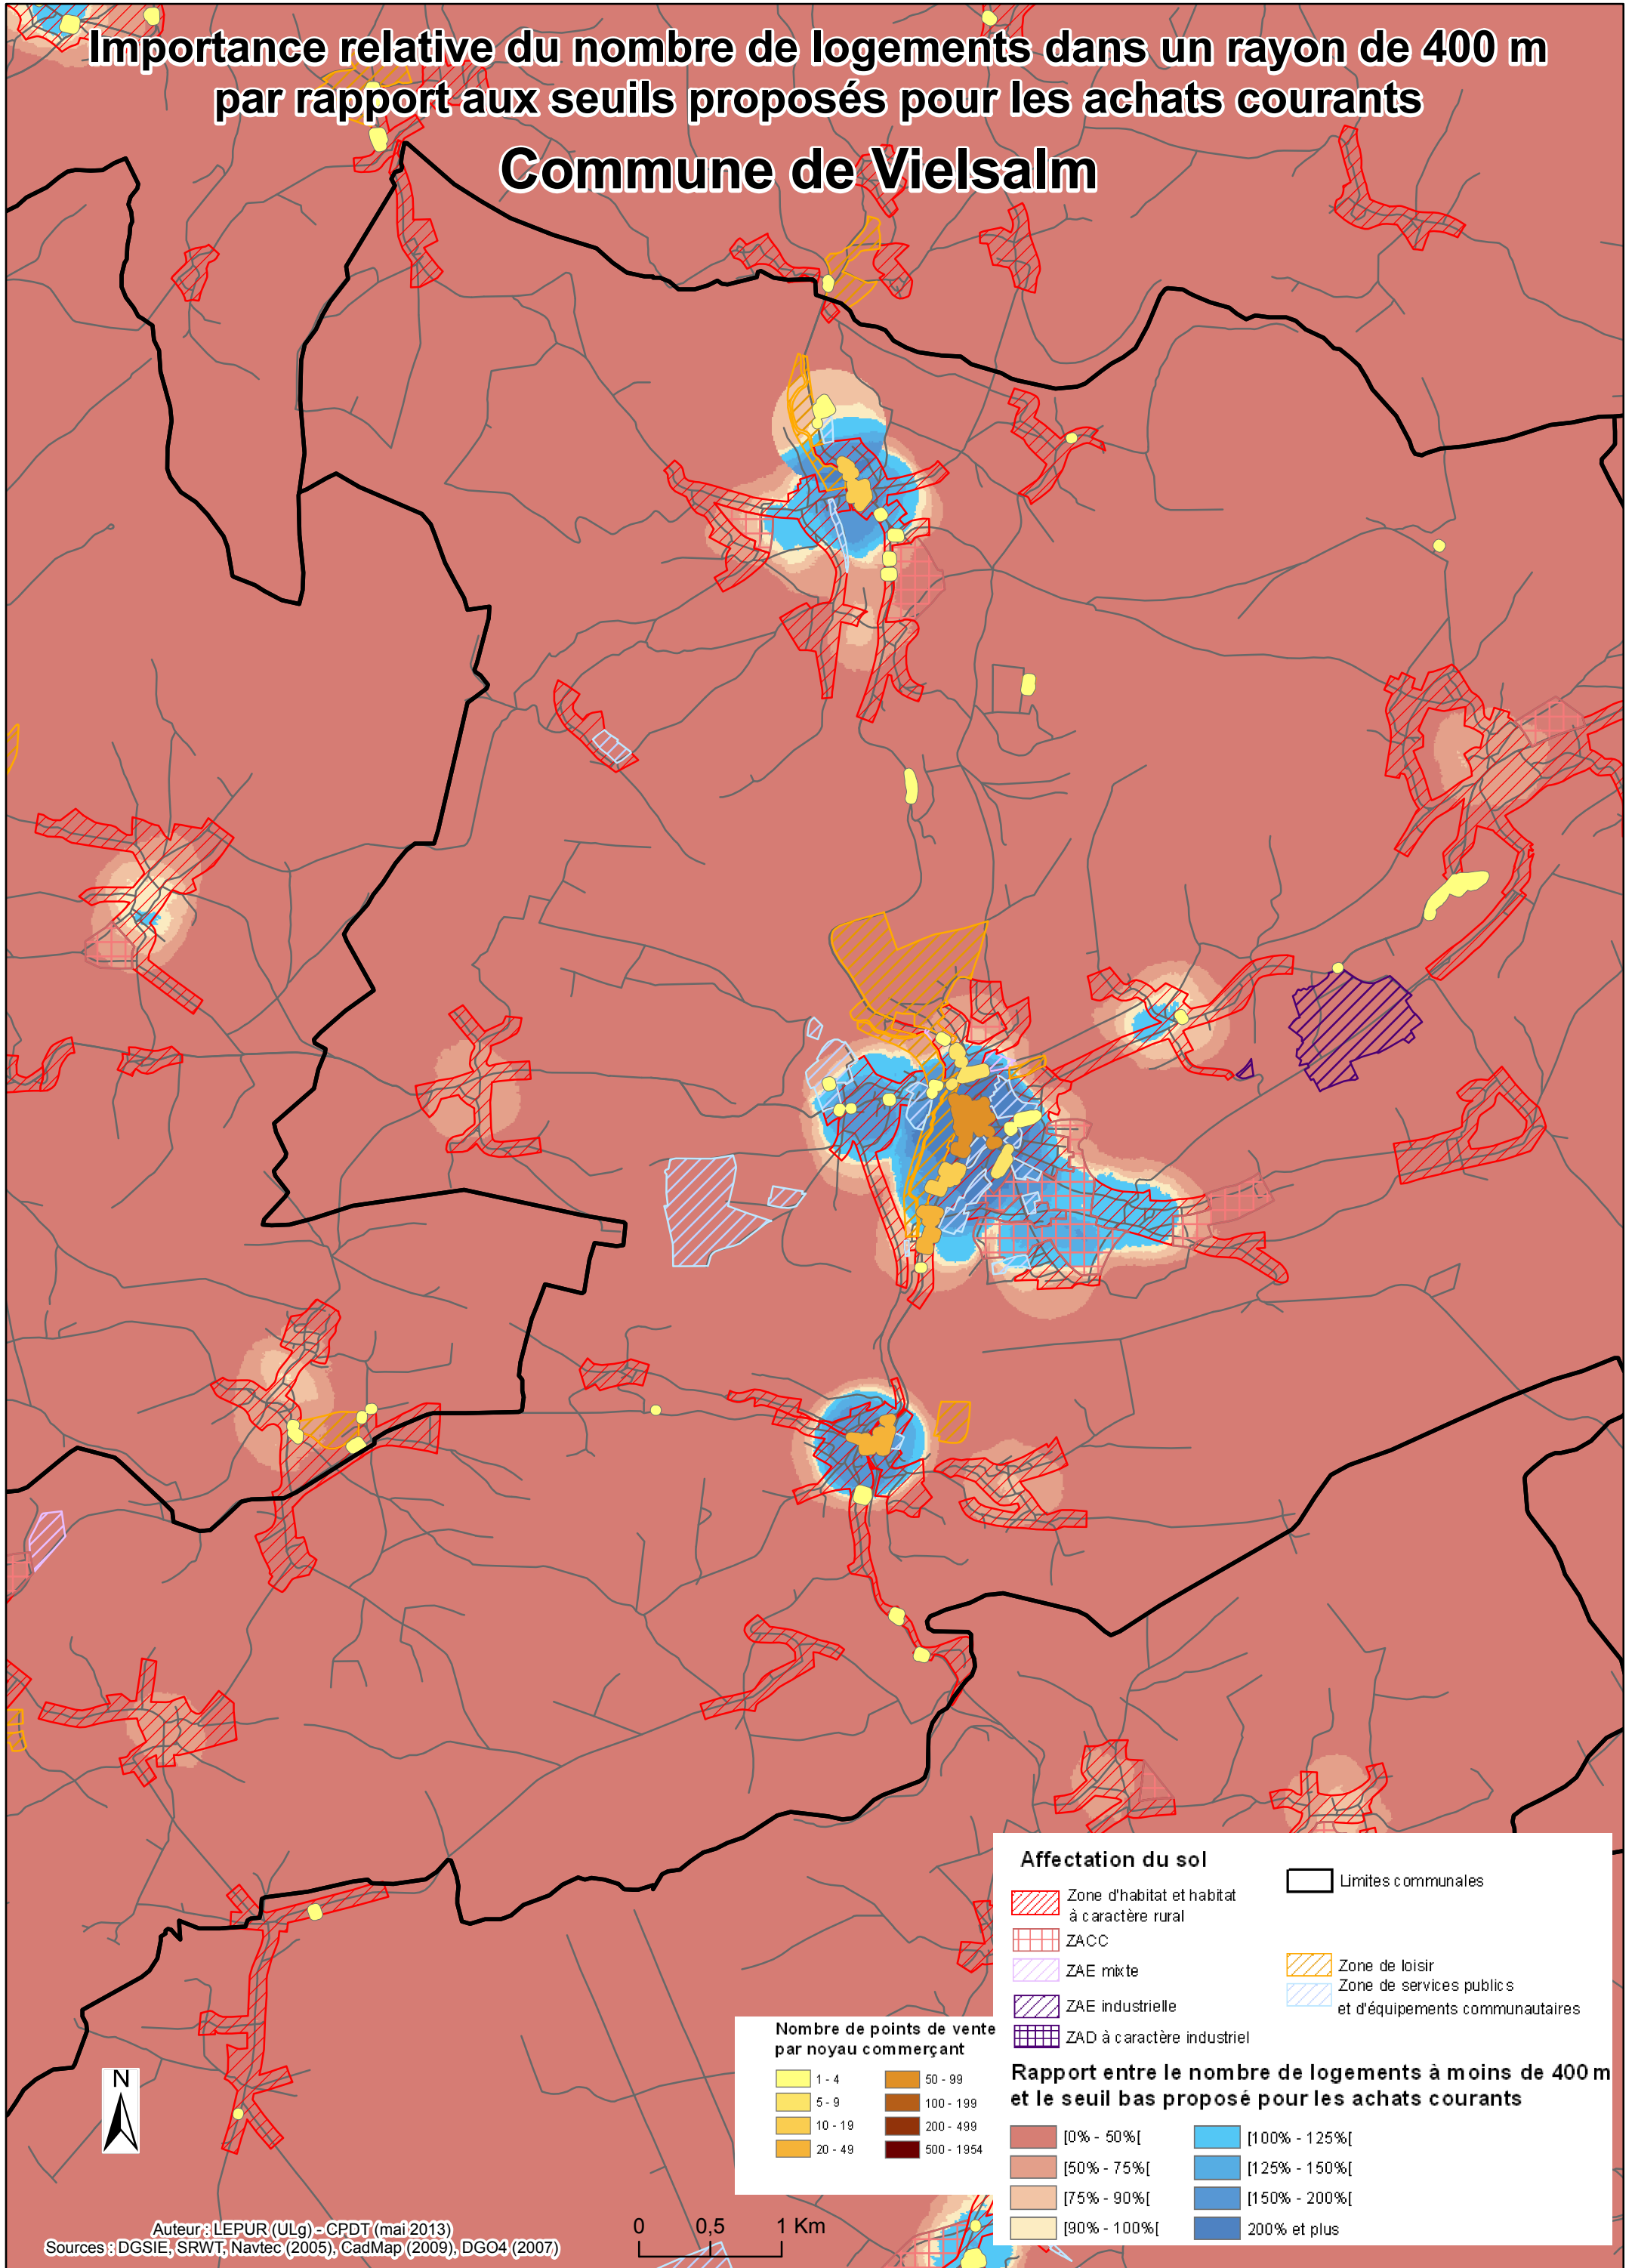 Importance relative du nombre de logements dans un rayon de 400 m
par rapport aux seuils proposés pour les achats courants
Commune de Vielsalm
Affectation du sol
Zone d'habitat et habitat
à caractère rural
ZACC
ZAE mixte
ZAE industrielle
ZAD à caractère industriel
Limites communales
Zone de loisir
Zone de services publics
et d'équipements communautaires
Nombre de points de vente
par noyau commerçant
1 - 4
5 - 9
10 - 19
20 - 49
50 - 99
100 - 199
200 - 499
500 - 1954
Rapport entre le nombre de logements à moins de 400 m
et le seuil bas proposé pour les achats courants
[0% - 50%[
[50% - 75%[
[75% - 90%[
[90% - 100%[
[100% - 125%[
[125% - 150%[
[150% - 200%[
200% et plus
N
0 0,5 1 Km
Auteur : LEPUR (ULg) - CPDT (mai 2013)
Sources : DGSIE, SRWT, Navtec (2005), CadMap (2009), DGO4 (2007)